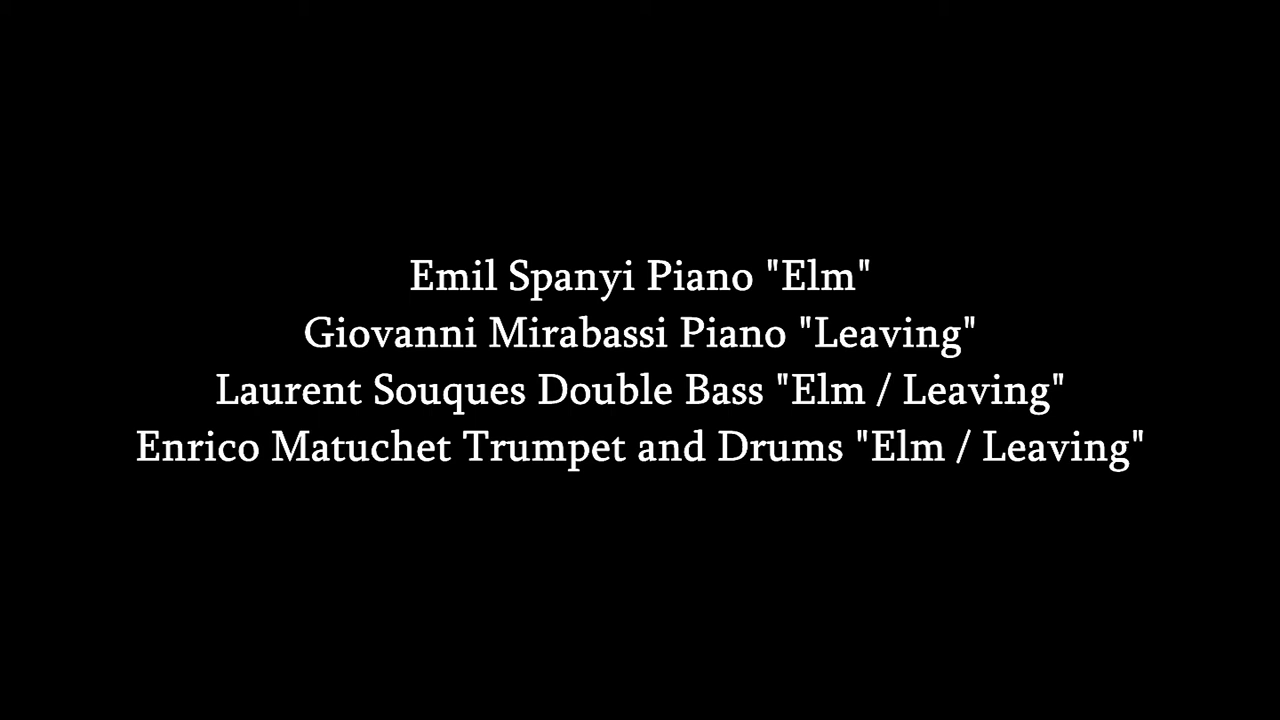 Emil Spanyi Piano "Elm"
Giovanni Mirabassi Piano "Leaving"
Laurent Souques Double Bass "Elm / Leaving"
Enrico Matuchet Trumpet and Drums "Elm / Leaving"